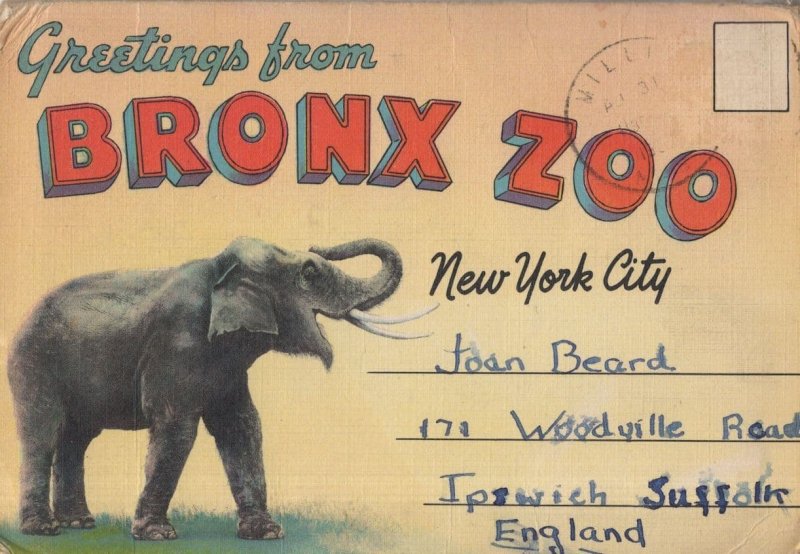 Greetings from
BRONX ZOO
New York City
Joan Beard
171 Woodville Road
Ipswich Suffolk
England